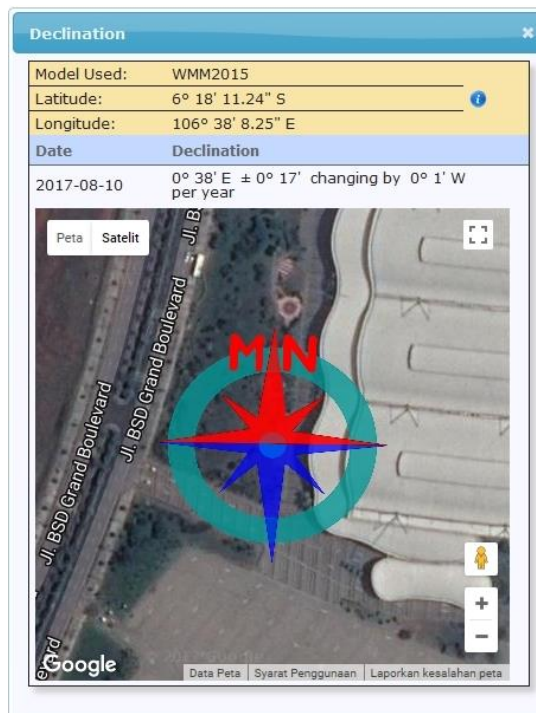 Declination
Model Used: WMM2015
Latitude: 6° 18' 11.24" S
Longitude: 106° 38' 8.25" E
Date Declination
2017-08-10 0° 38' E ± 0° 17' changing by 0° 1' W
per year
Peta Satelit
Jl. BSD Grand Boulevard
Jl. BSD Grand Boulevard
MN
Google
Data Peta Syarat Penggunaan Laporkan kesalahan peta